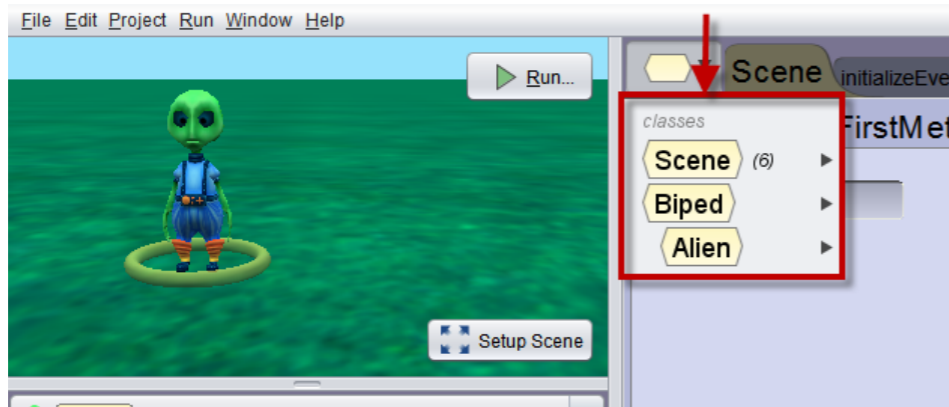 File Edit Project Run Window Help
Run...
Scene initializeEve
classes
FirstMet
Scene (6)
Biped
Alien
Setup Scene